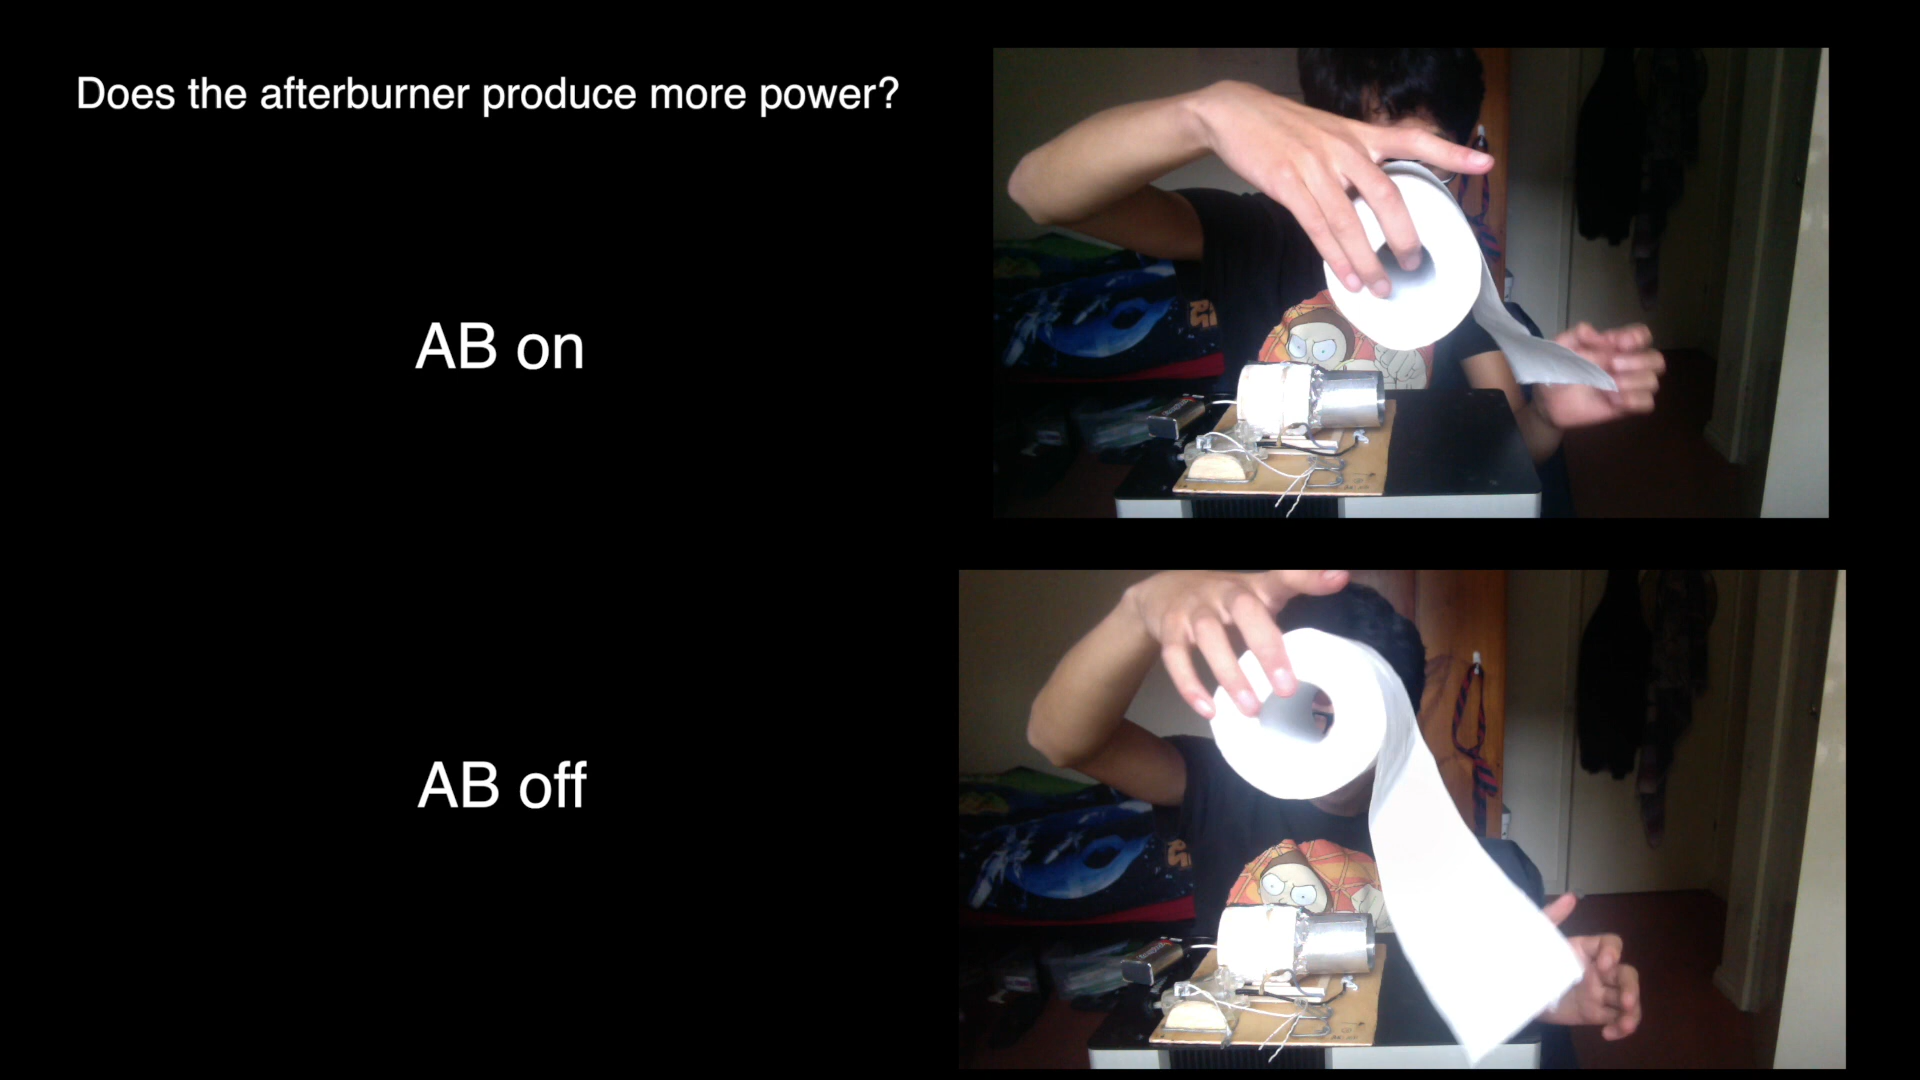 Does the afterburner produce more power?
AB on
AB off